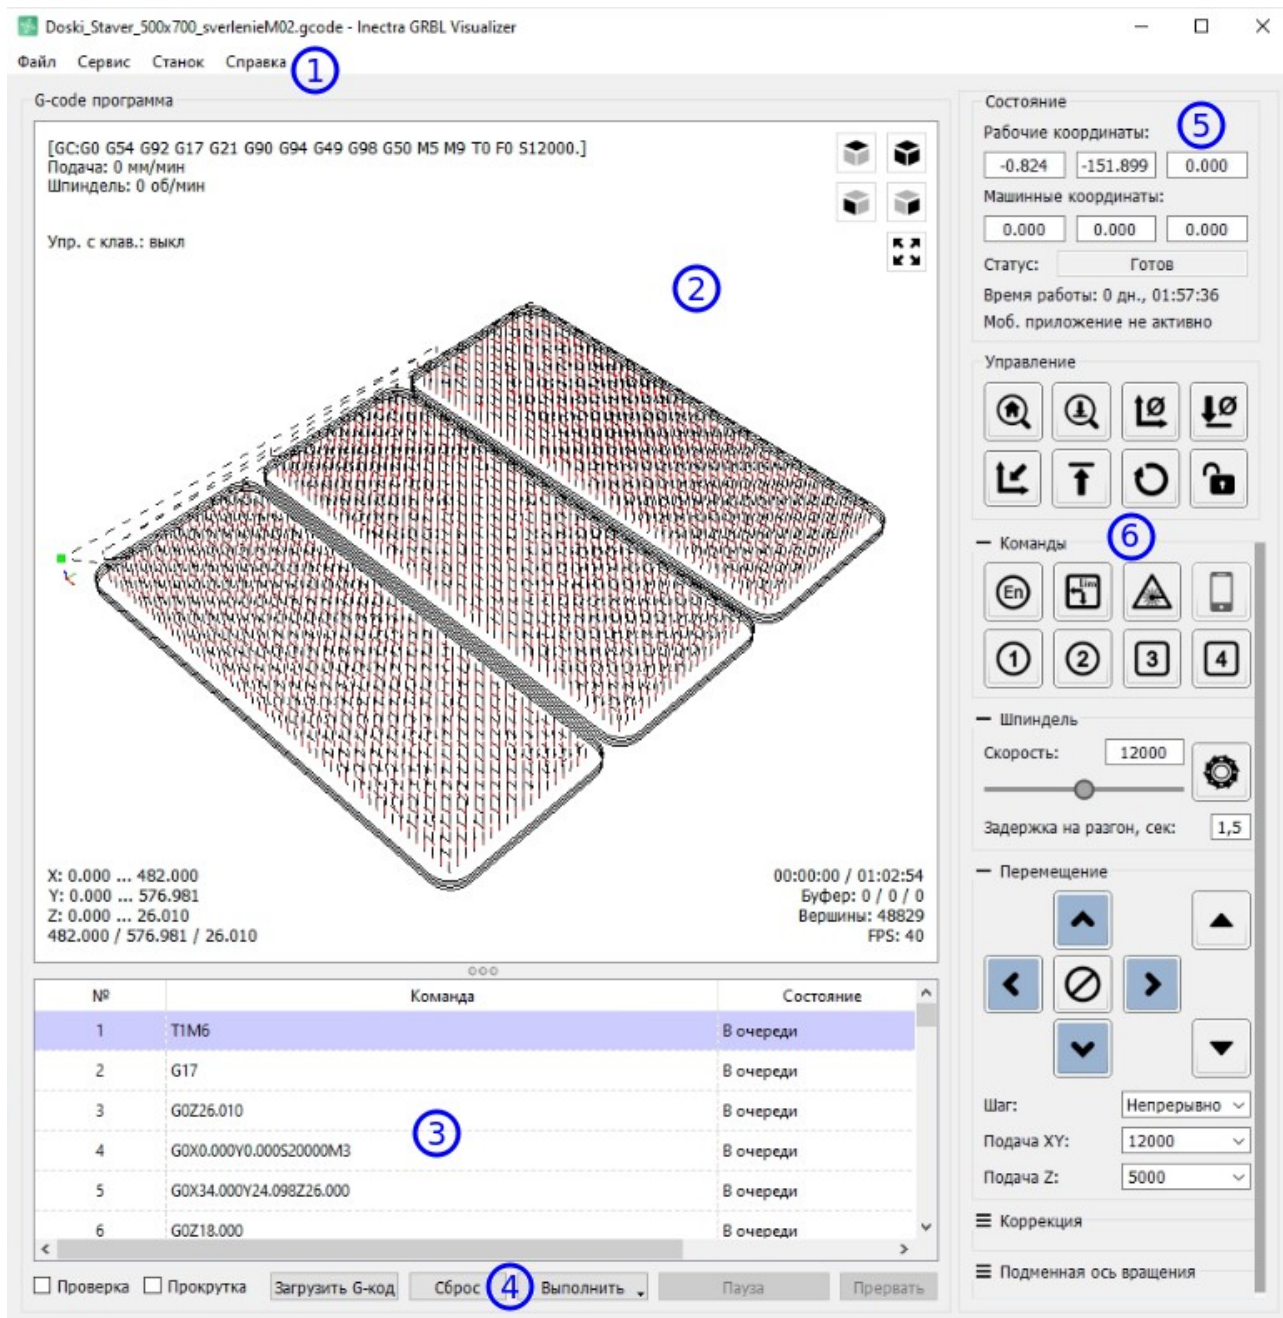 Doski_Staver_500x700_sverlenieM02.gcode - Inectra GRBL Visualizer
Файл Сервис Станок Справка
1
G-code программа
[GC:G0 G54 G92 G17 G21 G90 G94 G49 G98 G50 M5 M9 T0 F0 S12000.]
Подача: 0 мм/мин
Шпиндель: 0 об/мин
Упр. с клав.: выкл
2
X: 0.000 ... 482.000
Y: 0.000 ... 576.981
Z: 0.000 ... 26.010
482.000 / 576.981 / 26.010
00:00:00 / 01:02:54
Буфер: 0 / 0 / 0
Вершины: 48829
FPS: 40
№ Команда Состояние
1 T1M6 В очереди
2 G17 В очереди
3 G0Z26.010 В очереди
3
4 G0X0.000Y0.000S20000M3 В очереди
5 G0X34.000Y24.098Z26.000 В очереди
6 G0Z18.000 В очереди
Проверка Прокрутка Загрузить G-код Сброс 4 Выполнить Пауза Прервать
Состояние
5
Рабочие координаты:
-0.824 -151.899 0.000
Машинные координаты:
0.000 0.000 0.000
Статус: Готов
Время работы: 0 дн., 01:57:36
Моб. приложение не активно
Управление
Команды
6
En Lim
1 2 3 4
Шпиндель
Скорость: 12000
Задержка на разгон, сек: 1,5
Перемещение
Шаг: Непрерывно
Подача XY: 12000
Подача Z: 5000
Коррекция
Подменная ось вращения